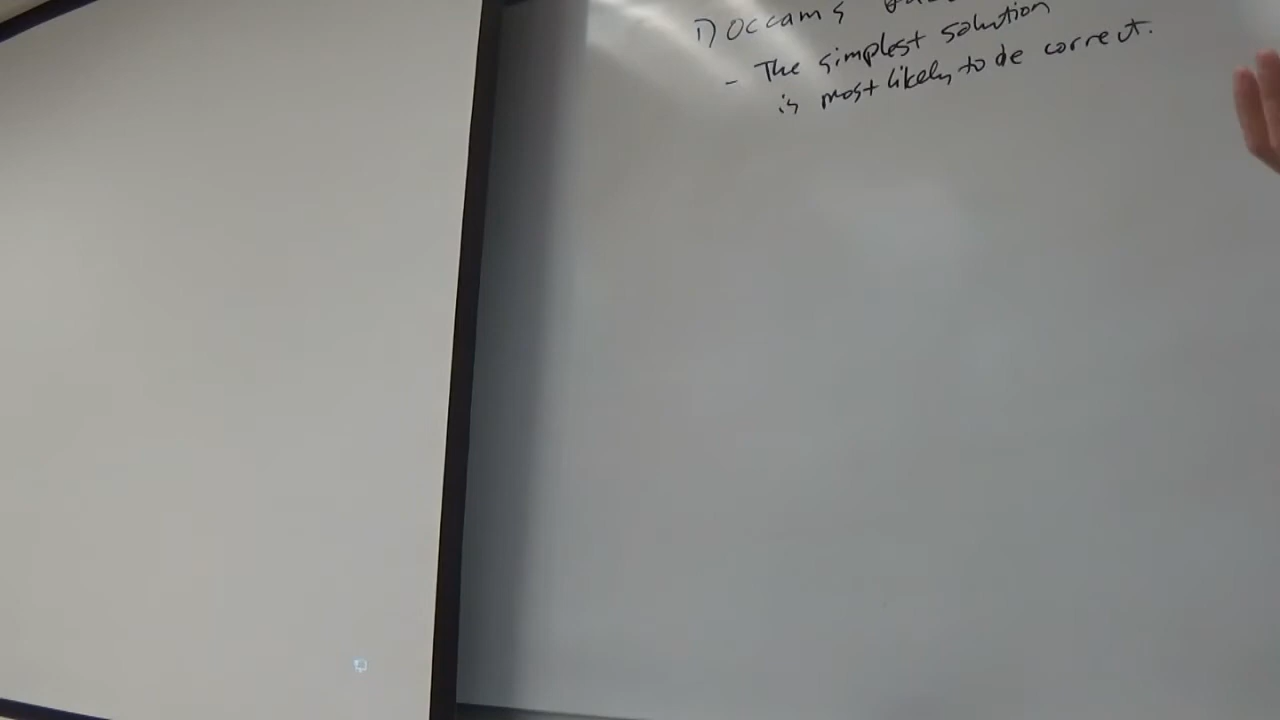 1) Occams
- The simplest solution
is most likely to be correct.